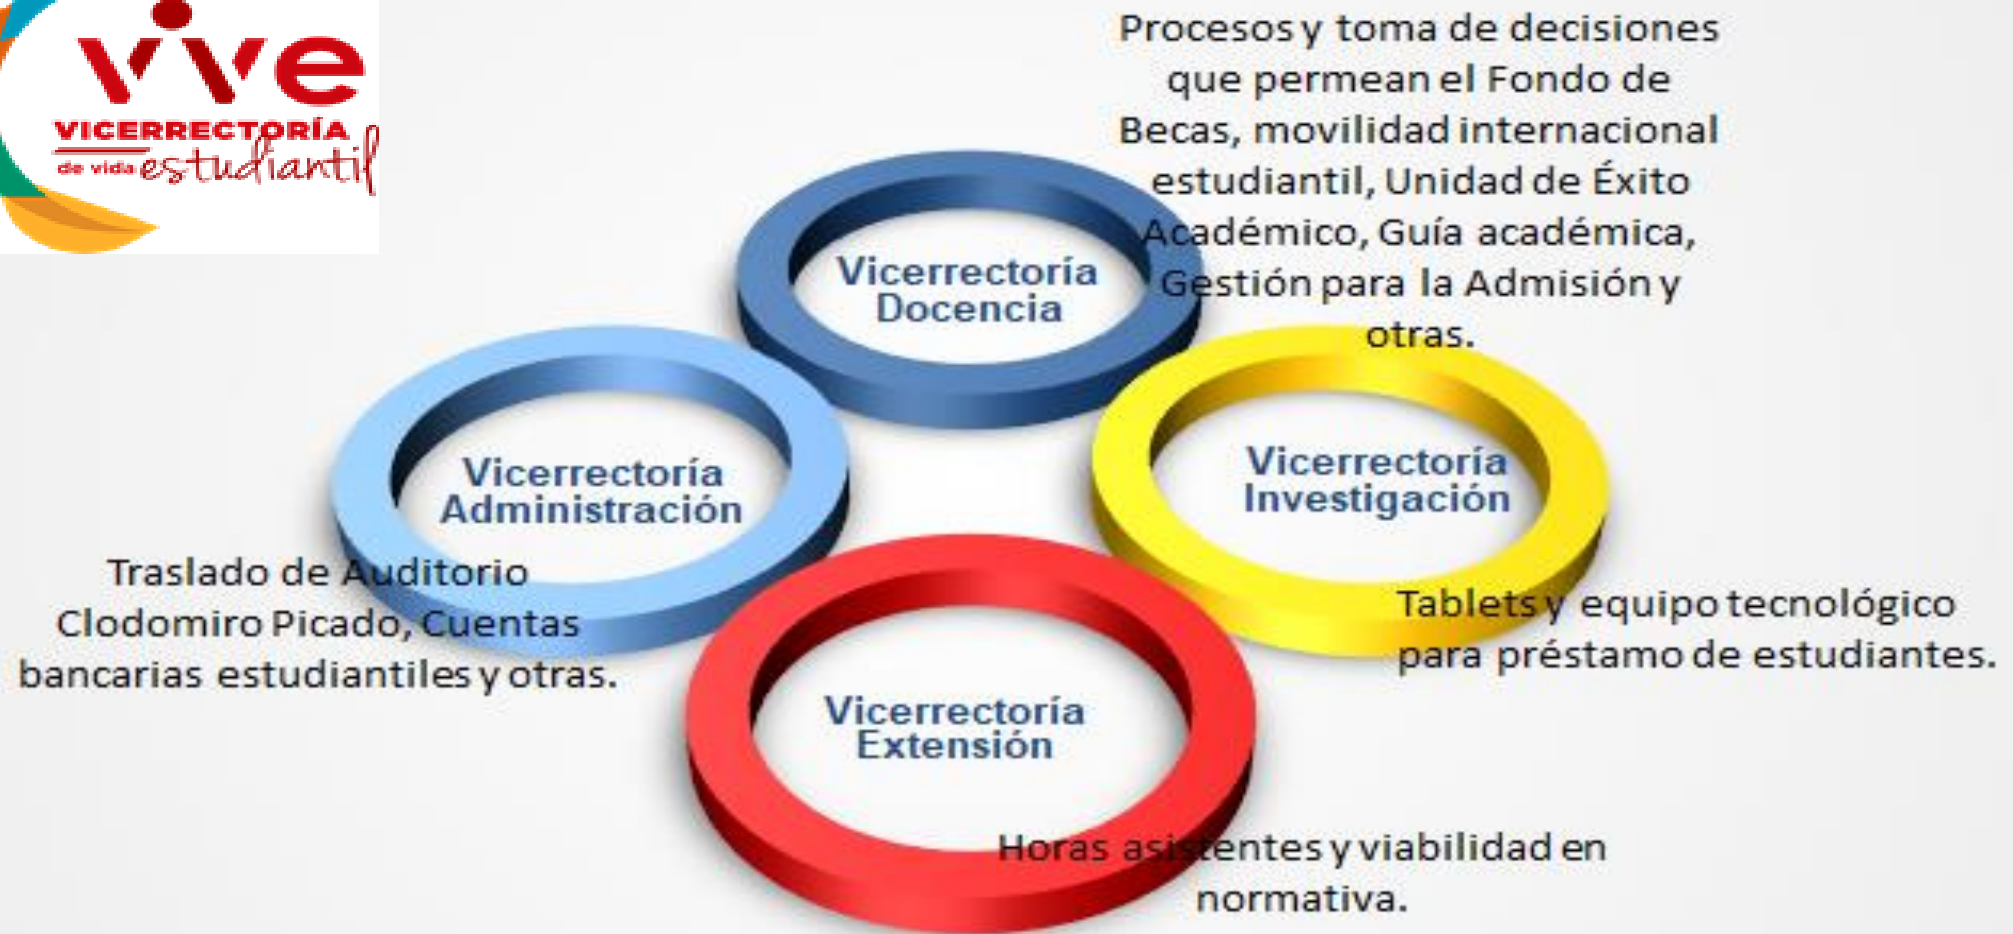 vive
VICERRECTORÍA
de vida estudiantil
Procesos y toma de decisiones
que permean el Fondo de
Becas, movilidad internacional
estudiantil, Unidad de Éxito
Académico, Guía académica,
Gestión para la Admisión y
otras.
Vicerrectoría
Docencia
Vicerrectoría
Administración
Vicerrectoría
Investigación
Traslado de Auditorio
Clodomiro Picado, Cuentas
bancarias estudiantiles y otras.
Tablets y equipo tecnológico
para préstamo de estudiantes.
Vicerrectoría
Extensión
Horas asistentes y viabilidad en
normativa.